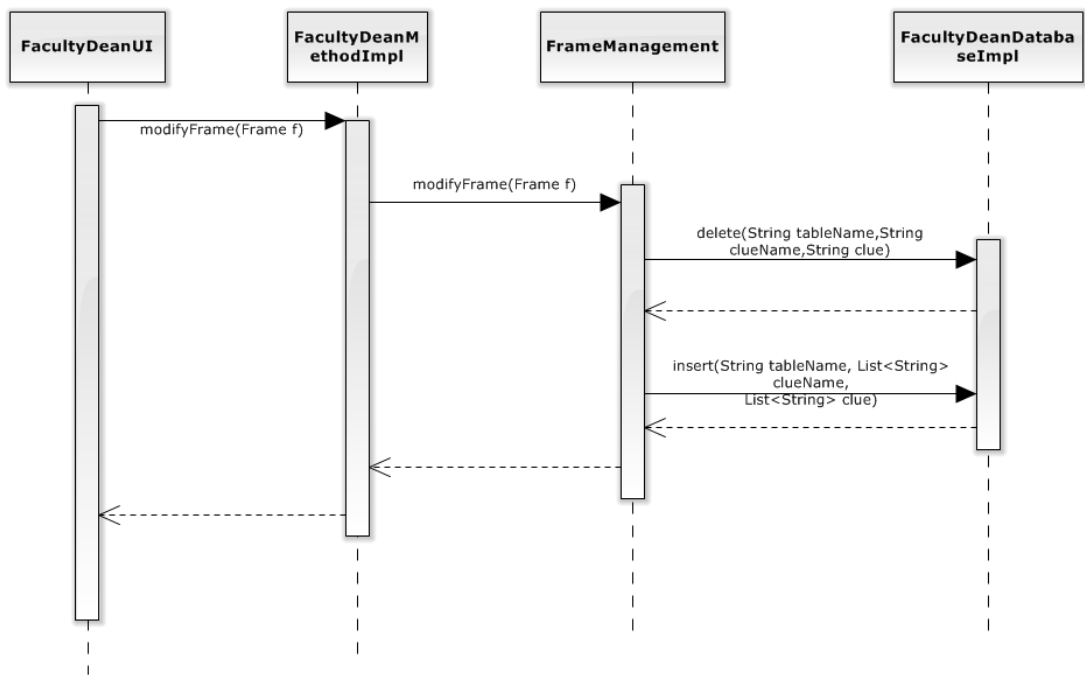 FacultyDeanUI
FacultyDeanM
ethodImpl
FrameManagement
FacultyDeanDataba
seImpl
modifyFrame(Frame f)
modifyFrame(Frame f)
delete(String tableName,String
clueName,String clue)
insert(String tableName, List<String>
clueName,
List<String> clue)